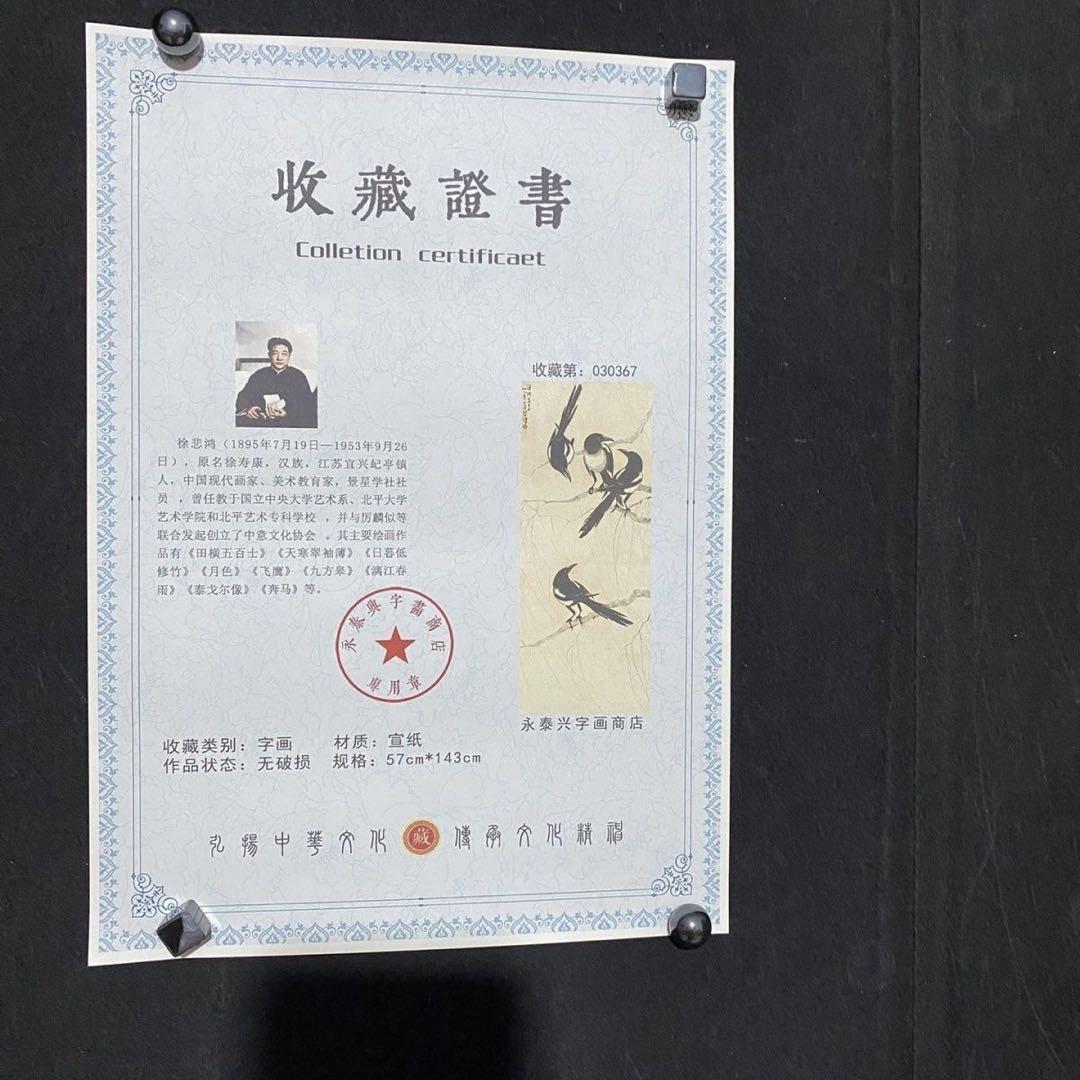 收藏證書
Colletion certificaet
收藏第：030367
徐悲鸿（1895年7月19日—1953年9月26
日），原名徐寿康，汉族，江苏宜兴屺亭镇
人，中国现代画家、美术教育家，景星学社社
员 ，曾任教于国立中央大学艺术系、北平大学
艺术学院和北平艺术专科学校 ，并与厉麟似等
联合发起创立了中意文化协会 。其主要绘画作
品有《田横五百士》《天寒翠袖薄》《日暮低
修竹》《月色》《飞鹰》《九方皋》《漓江春
雨》《泰戈尔像》《奔马》等。
永泰興字畵商店
專用章
永泰兴字画商店
收藏类别：字画 材质：宣纸
作品状态：无破损 规格：57cm*143cm
弘揚中華文化 藏 傳承文化精神